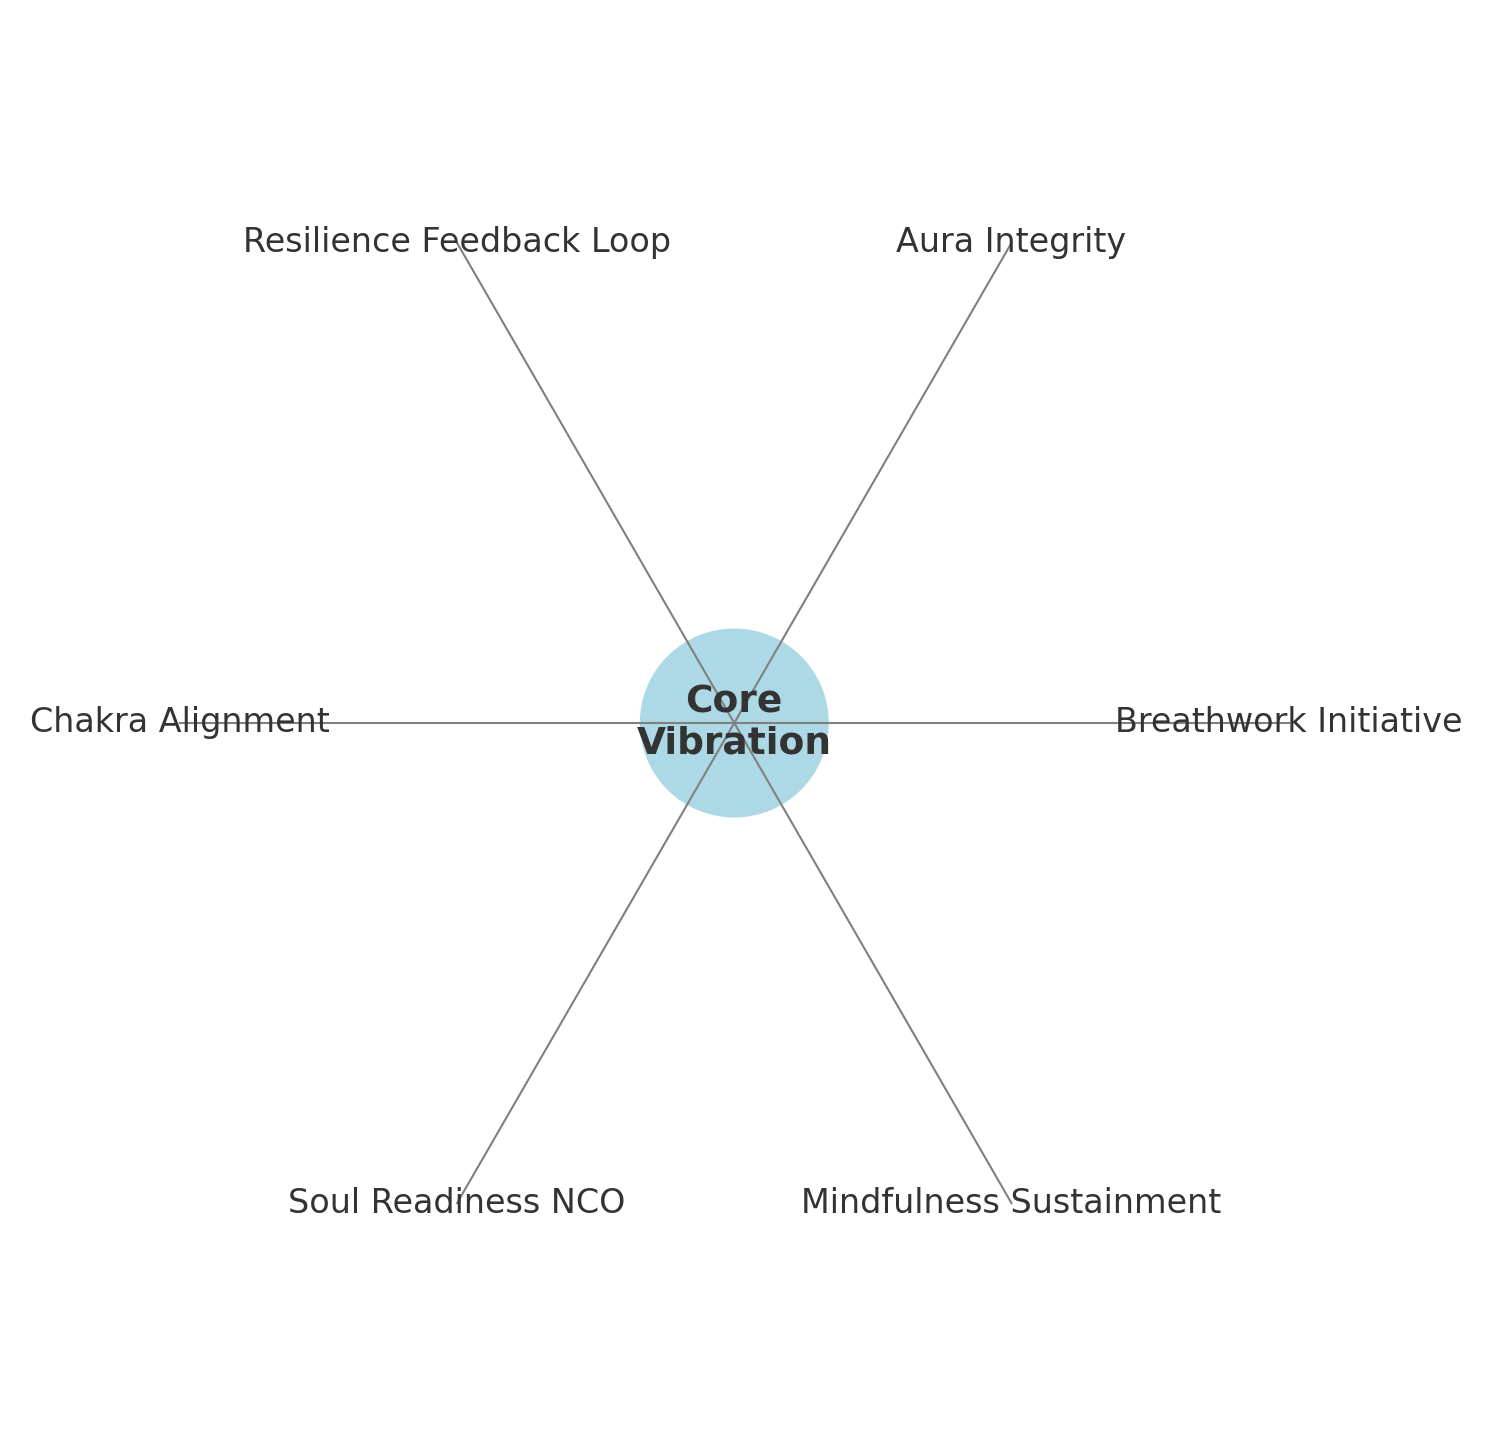 Resilience Feedback Loop
Aura Integrity
Chakra Alignment
Core
Vibration
Breathwork Initiative
Soul Readiness NCO
Mindfulness Sustainment